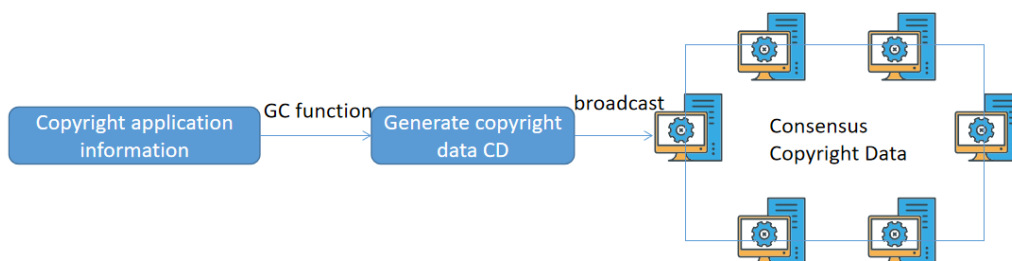 Copyright application
information
GC function
Generate copyright
data CD
broadcast
Consensus
Copyright Data